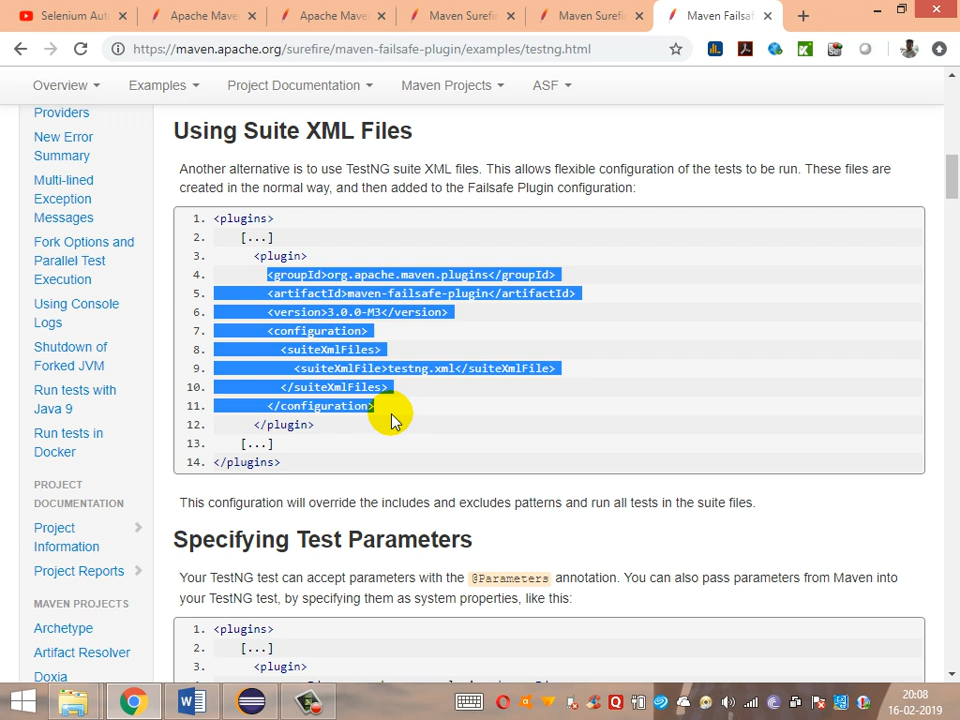 Selenium Aut
Apache Mave
Apache Mave
Maven Surefi
Maven Surefi
Maven Failsa
https://maven.apache.org/surefire/maven-failsafe-plugin/examples/testng.html
Overview
Examples
Project Documentation
Maven Projects
ASF
Providers
New Error
Summary
Multi-lined
Exception
Messages
Fork Options and
Parallel Test
Execution
Using Console
Logs
Shutdown of
Forked JVM
Run tests with
Java 9
Run tests in
Docker
PROJECT
DOCUMENTATION
Project
Information
Project Reports
MAVEN PROJECTS
Archetype
Artifact Resolver
Doxia
Using Suite XML Files
Another alternative is to use TestNG suite XML files. This allows flexible configuration of the tests to be run. These files are
created in the normal way, and then added to the Failsafe Plugin configuration:
1. <plugins>
2. [...]
3. <plugin>
4. <groupId>org.apache.maven.plugins</groupId>
5. <artifactId>maven-failsafe-plugin</artifactId>
6. <version>3.0.0-M3</version>
7. <configuration>
8. <suiteXmlFiles>
9. <suiteXmlFile>testng.xml</suiteXmlFile>
10. </suiteXmlFiles>
11. </configuration>
12. </plugin>
13. [...]
14. </plugins>
This configuration will override the includes and excludes patterns and run all tests in the suite files.
Specifying Test Parameters
Your TestNG test can accept parameters with the @Parameters annotation. You can also pass parameters from Maven into
your TestNG test, by specifying them as system properties, like this:
1. <plugins>
2. [...]
3. <plugin>
20:08
16-02-2019